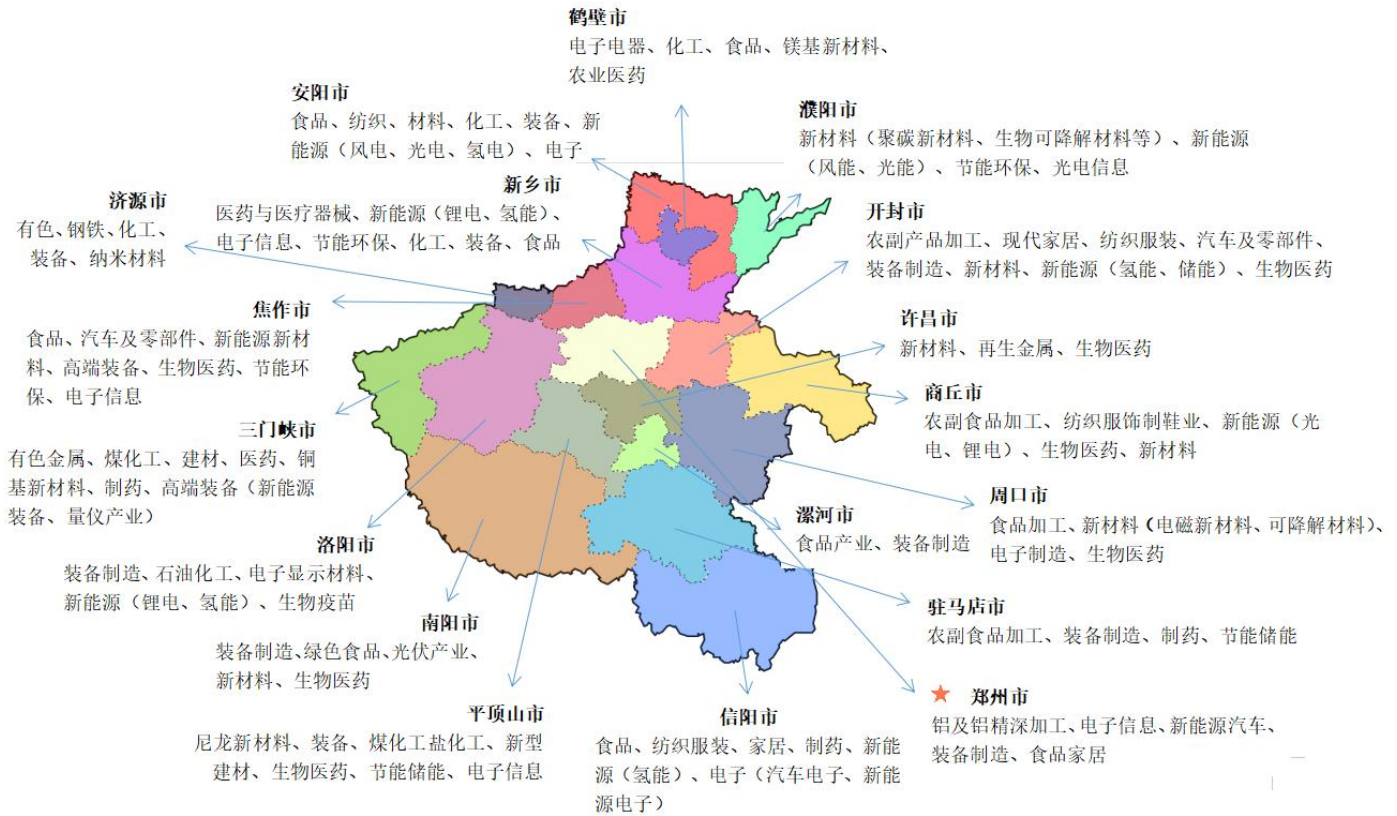 鹤壁市
电子电器、化工、食品、镁基新材料、
农业医药
安阳市
食品、纺织、材料、化工、装备、新
能源（风电、光电、氢电）、电子
濮阳市
新材料（聚碳新材料、生物可降解材料等）、新能源
（风能、光能）、节能环保、光电信息
新乡市
医药与医疗器械、新能源（锂电、氢能）、
电子信息、节能环保、化工、装备、食品
济源市
有色、钢铁、化工、
装备、纳米材料
开封市
农副产品加工、现代家居、纺织服装、汽车及零部件、
装备制造、新材料、新能源（氢能、储能）、生物医药
焦作市
食品、汽车及零部件、新能源新材
料、高端装备、生物医药、节能环
保、电子信息
许昌市
新材料、再生金属、生物医药
商丘市
农副食品加工、纺织服饰制鞋业、新能源（光
电、锂电）、生物医药、新材料
三门峡市
有色金属、煤化工、建材、医药、铜
基新材料、制药、高端装备（新能源
装备、量仪产业）
周口市
食品加工、新材料（电磁新材料、可降解材料）、
电子制造、生物医药
漯河市
食品产业、装备制造
洛阳市
装备制造、石油化工、电子显示材料、
新能源（锂电、氢能）、生物疫苗
驻马店市
农副食品加工、装备制造、制药、节能储能
南阳市
装备制造、绿色食品、光伏产业、
新材料、生物医药
郑州市
铝及铝精深加工、电子信息、新能源汽车、
装备制造、食品家居
平顶山市
尼龙新材料、装备、煤化工盐化工、新型
建材、生物医药、节能储能、电子信息
信阳市
食品、纺织服装、家居、制药、新能
源（氢能）、电子（汽车电子、新能
源电子）